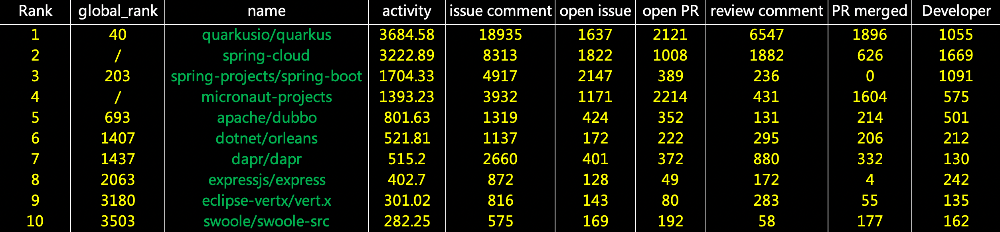 Rank global_rank name activity issue comment open issue open PR review comment PR merged Developer
1 40 quarkusio/quarkus 3684.58 18935 1637 2121 6547 1896 1055
2 / spring-cloud 3222.89 8313 1822 1008 1882 626 1669
3 203 spring-projects/spring-boot 1704.33 4917 2147 389 236 0 1091
4 / micronaut-projects 1393.23 3932 1171 2214 431 1604 575
5 693 apache/dubbo 801.63 1319 424 352 131 214 501
6 1407 dotnet/orleans 521.81 1137 172 222 295 206 212
7 1437 dapr/dapr 515.2 2660 401 372 880 332 130
8 2063 expressjs/express 402.7 872 128 49 172 4 242
9 3180 eclipse-vertx/vert.x 301.02 816 143 80 283 55 135
10 3503 swoole/swoole-src 282.25 575 169 192 58 177 162